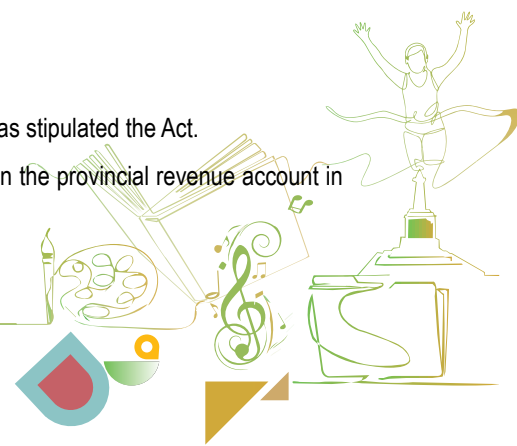 as stipulated the Act.
n the provincial revenue account in